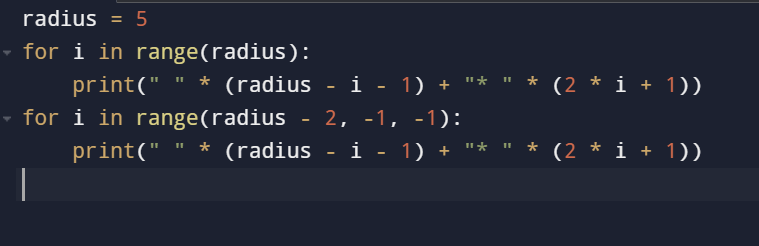 radius = 5
for i in range(radius):
    print(" " * (radius - i - 1) + "* " * (2 * i + 1))
for i in range(radius - 2, -1, -1):
    print(" " * (radius - i - 1) + "* " * (2 * i + 1))